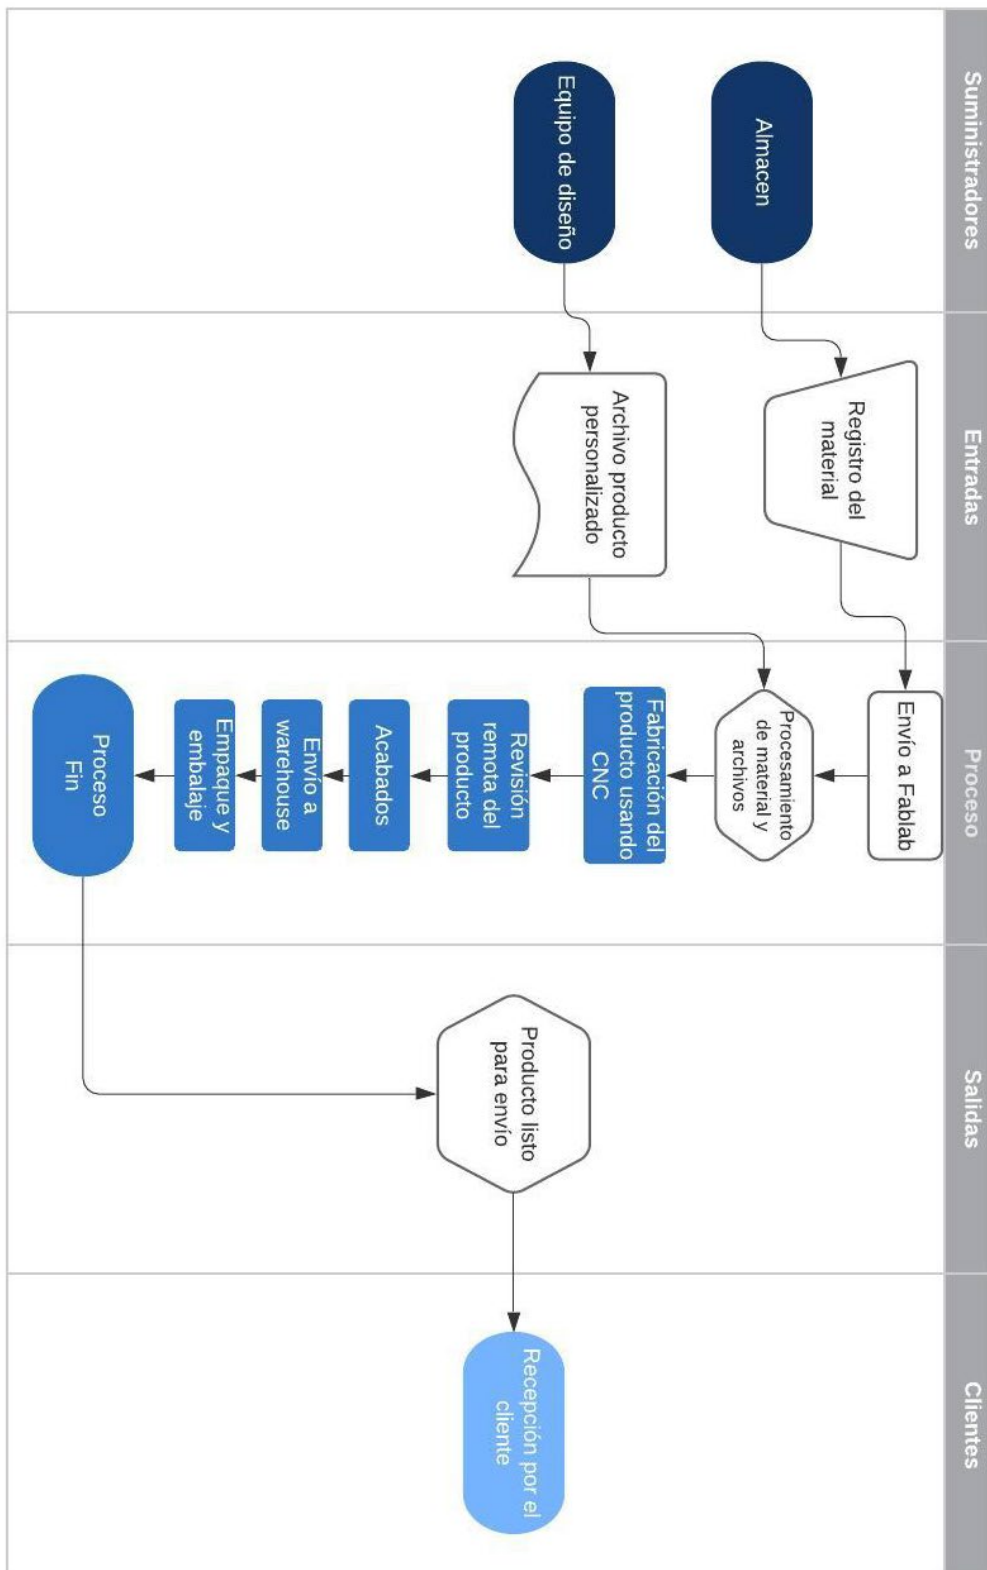 Suministradores
Entradas
Proceso
Salidas
Clientes
Almacen
Equipo de diseño
Registro del
material
Archivo producto
personalizado
Envío a Fablab
Procesamiento
de material y
archivos
Fabricación del
producto usando
CNC
Revisión
remota del
producto
Acabados
Envío a
warehouse
Empaque y
embalaje
Proceso
Fin
Producto listo
para envío
Recepción por el
cliente